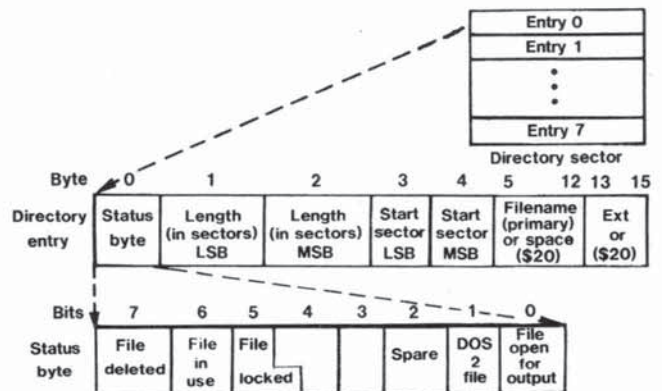 Entry 0
Entry 1
Entry 7
Directory sector
Byte 0 1 2 3 4 5 12 13 15
Directory entry
Status byte
Length (in sectors) LSB
Length (in sectors) MSB
Start sector LSB
Start sector MSB
Filename (primary) or space ($20)
Ext or ($20)
Bits 7 6 5 4 3 2 1 0
Status byte
File deleted
File in use
File locked
Spare
DOS 2 file
File open for output